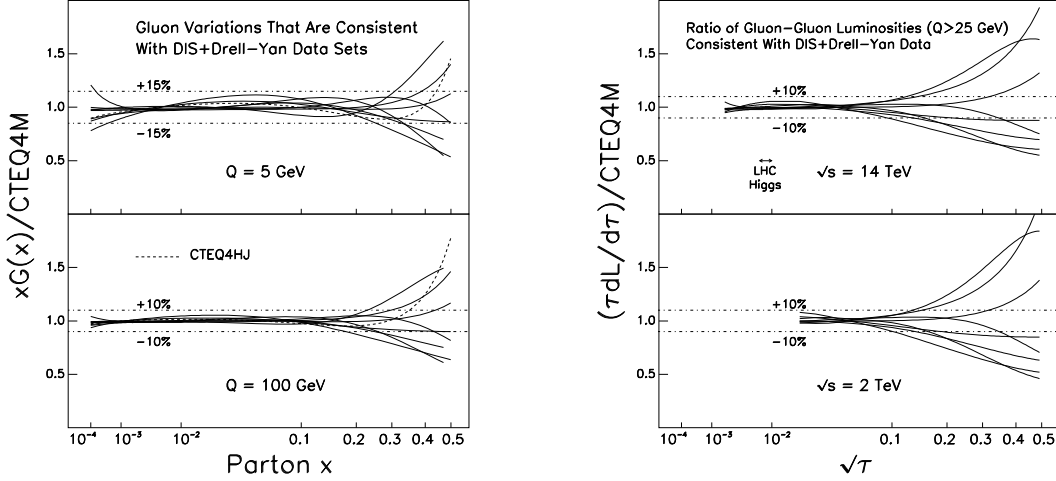 Gluon Variations That Are Consistent
With DIS+Drell-Yan Data Sets
1.5
+15%
1.0
-15%
0.5
Q = 5 GeV
CTEQ4HJ
1.5
+10%
1.0
-10%
0.5
Q = 100 GeV
10⁻⁴ 10⁻³ 10⁻² 0.1 0.2 0.3 0.4 0.5
Parton x
xG(x)/CTEQ4M
Ratio of Gluon-Gluon Luminosities (Q>25 GeV)
Consistent With DIS+Drell-Yan Data
1.5
+10%
1.0
-10%
0.5
LHC
Higgs
√s = 14 TeV
1.5
+10%
1.0
-10%
0.5
√s = 2 TeV
10⁻⁴ 10⁻³ 10⁻² 0.1 0.2 0.3 0.4 0.5
√τ
(τdL/dτ)/CTEQ4M